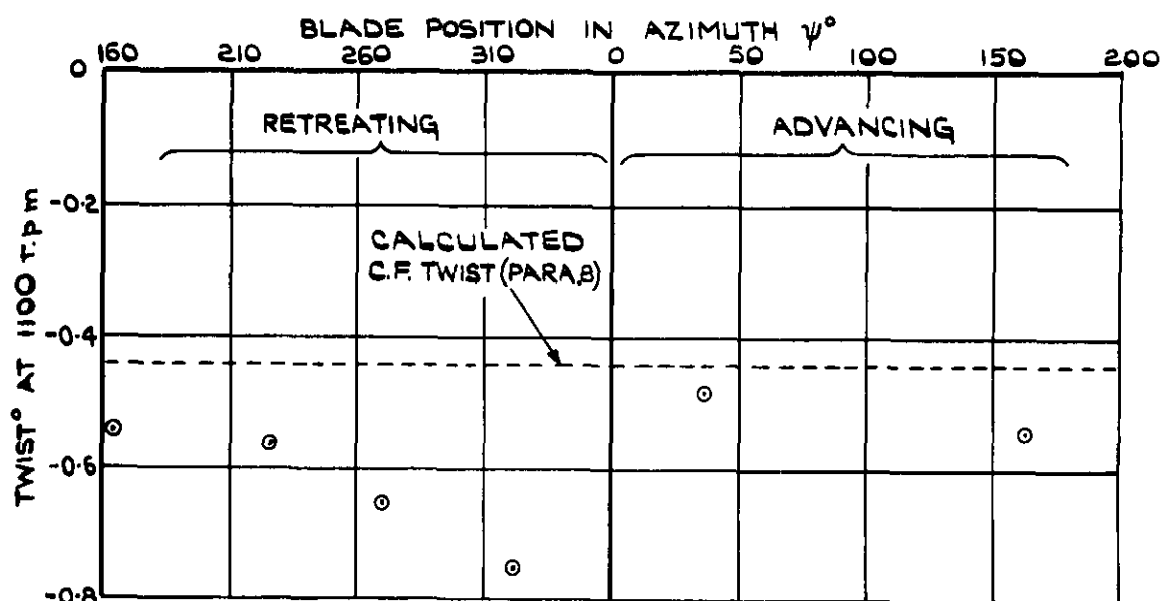 BLADE POSITION IN AZIMUTH ψ°
160 210 260 310 0 50 100 150 200
0
RETREATING
ADVANCING
-0.2
CALCULATED
C.F. TWIST (PARA,8)
-0.4
-0.6
-0.8
TWIST° AT 1100 r.p m